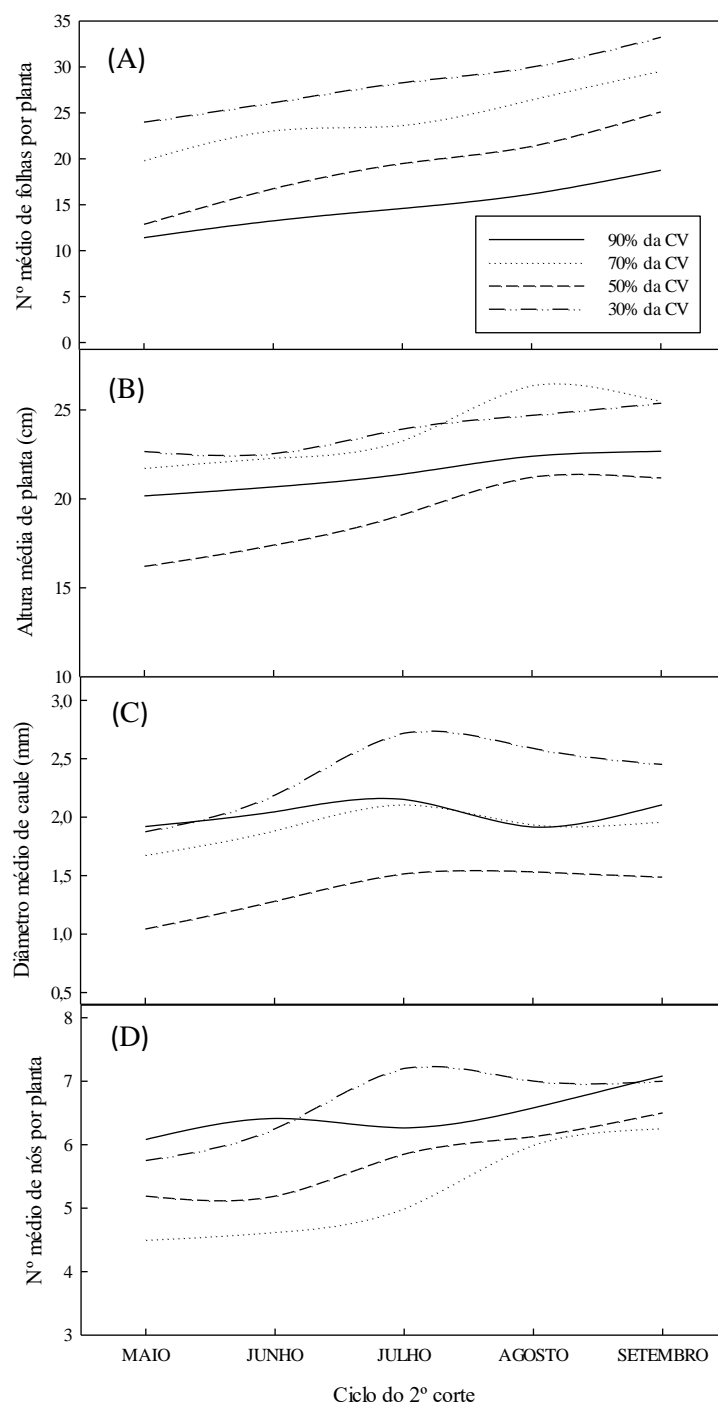 (A)
Nº médio de folhas por planta
35
30
25
20
15
10
5
0
90% da CV
70% da CV
50% da CV
30% da CV
(B)
Altura média de planta (cm)
25
20
15
10
(C)
Diâmetro médio de caule (mm)
3,0
2,5
2,0
1,5
1,0
0,5
(D)
Nº médio de nós por planta
8
7
6
5
4
3
MAIO JUNHO JULHO AGOSTO SETEMBRO
Ciclo do 2º corte